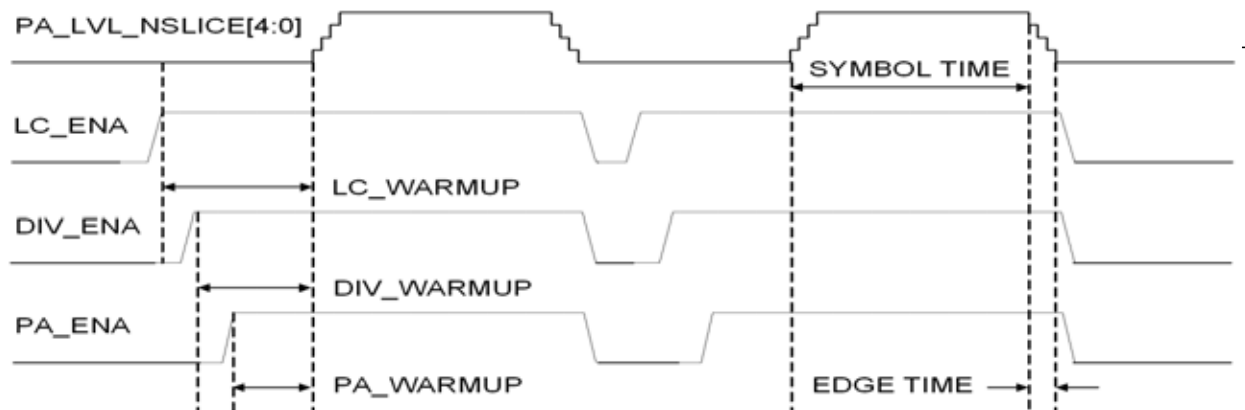 PA_LVL_NSLICE[4:0]
SYMBOL TIME
LC_ENA
LC_WARMUP
DIV_ENA
DIV_WARMUP
PA_ENA
PA_WARMUP
EDGE TIME